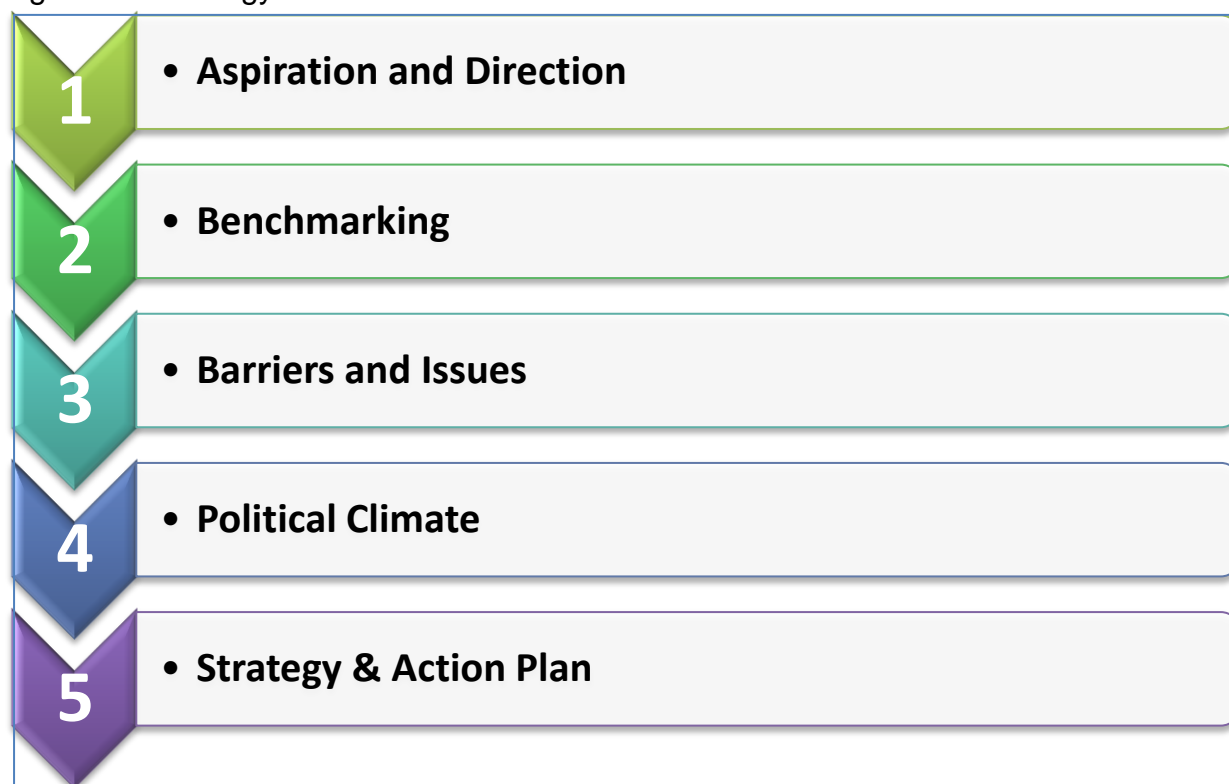 1
• Aspiration and Direction
2
• Benchmarking
3
• Barriers and Issues
4
• Political Climate
5
• Strategy & Action Plan